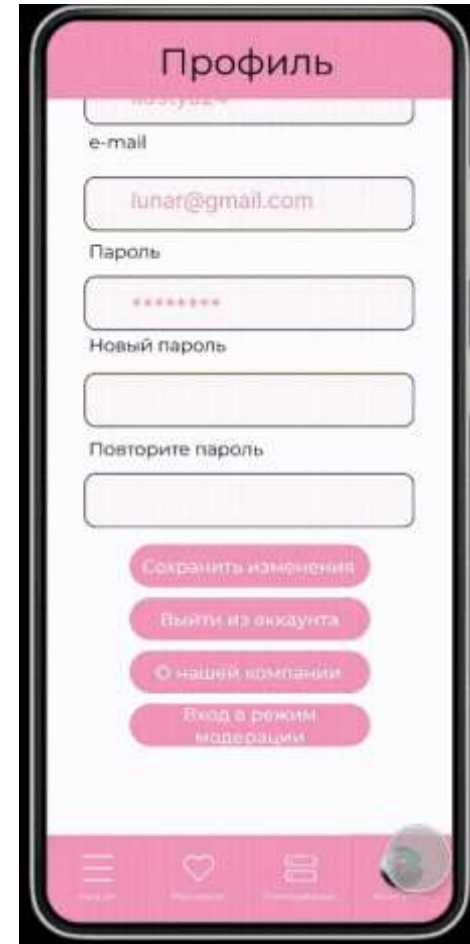 Профиль
e-mail
lunar@gmail.com
Пароль
********
Новый пароль
Повторите пароль
Сохранить изменения
Выйти из аккаунта
О нашей компании
Вход в режим
модерации